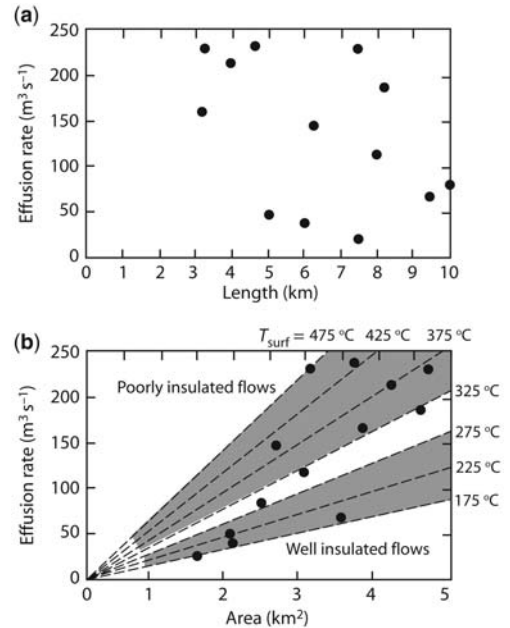 (a)
250
200
150
100
50
0
Effusion rate (m³ s⁻¹)
0 1 2 3 4 5 6 7 8 9 10
Length (km)
(b)
T_surf = 475 °C 425 °C 375 °C
250
200
150
100
50
0
Effusion rate (m³ s⁻¹)
Poorly insulated flows
325 °C
275 °C
225 °C
175 °C
Well insulated flows
0 1 2 3 4 5
Area (km²)